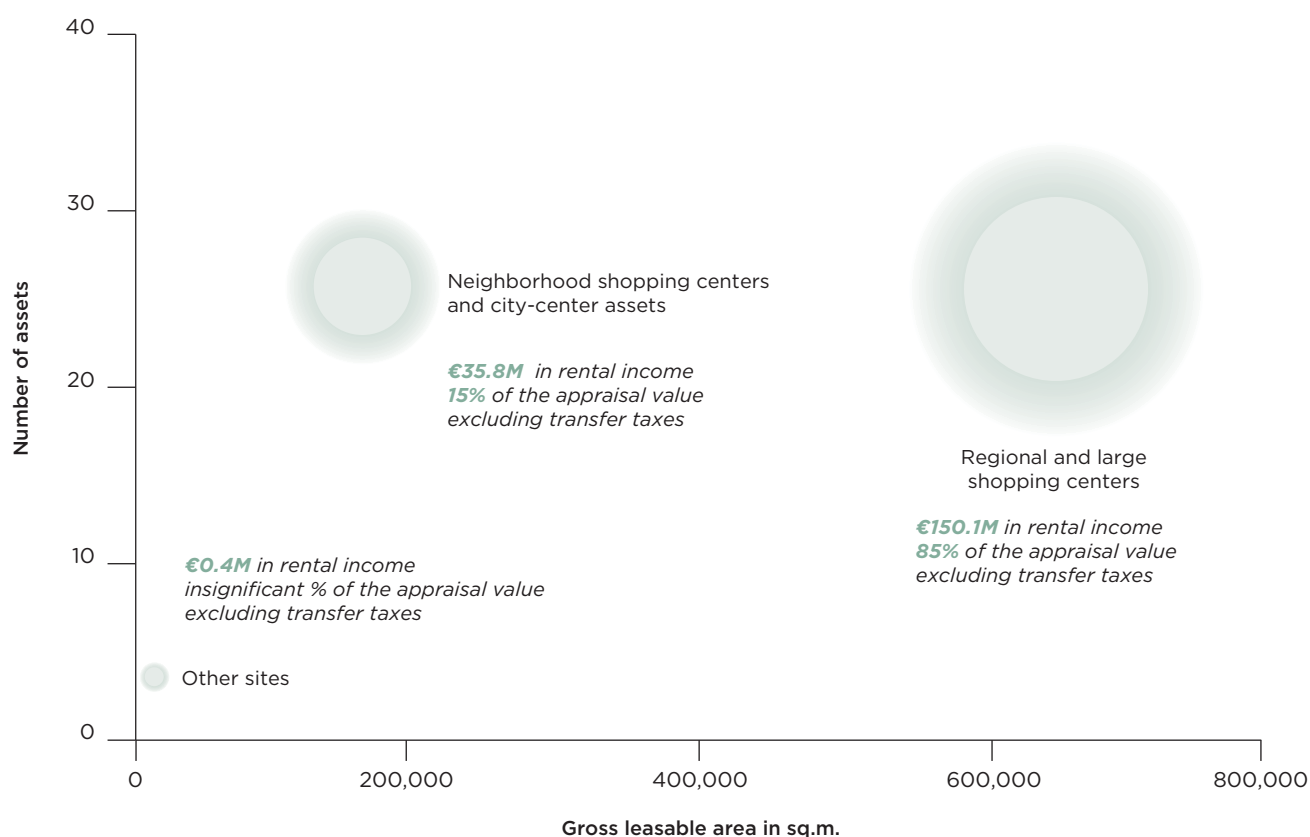 40
30
20
10
0
Number of assets
Neighborhood shopping centers
and city-center assets
€35.8M in rental income
15% of the appraisal value
excluding transfer taxes
Regional and large
shopping centers
€150.1M in rental income
85% of the appraisal value
excluding transfer taxes
€0.4M in rental income
insignificant % of the appraisal value
excluding transfer taxes
Other sites
0
200,000
400,000
600,000
800,000
Gross leasable area in sq.m.